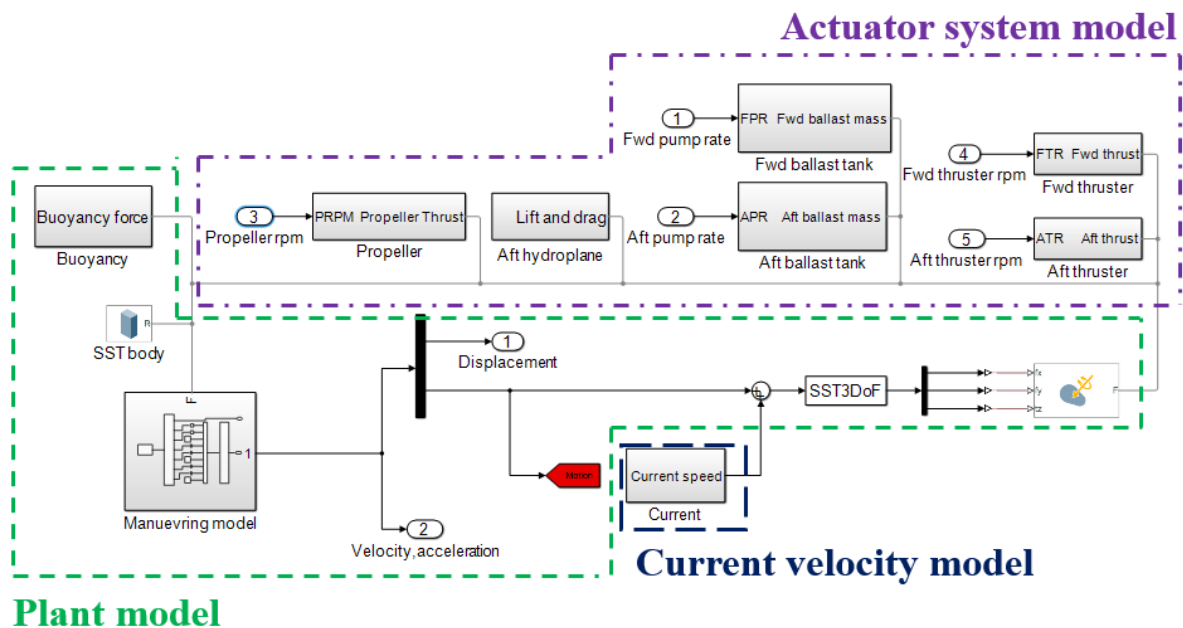 Actuator system model
1
FPR Fwd ballast mass
Fwd pump rate
Fwd ballast tank
4
FTR Fwd thrust
Fwd thruster rpm
Fwd thruster
Buoyancy force
Buoyancy
3
PRPM Propeller Thrust
Propeller rpm
Propeller
Lift and drag
Aft hydroplane
2
APR Aft ballast mass
Aft pump rate
Aft ballast tank
5
ATR Aft thrust
Aft thruster rpm
Aft thruster
R
SST body
1
Displacement
F
SST3DoF
fx
fy
tz
F
1
Manuevring model
Motion
Current speed
Current
2
Velocity,acceleration
Current velocity model
Plant model